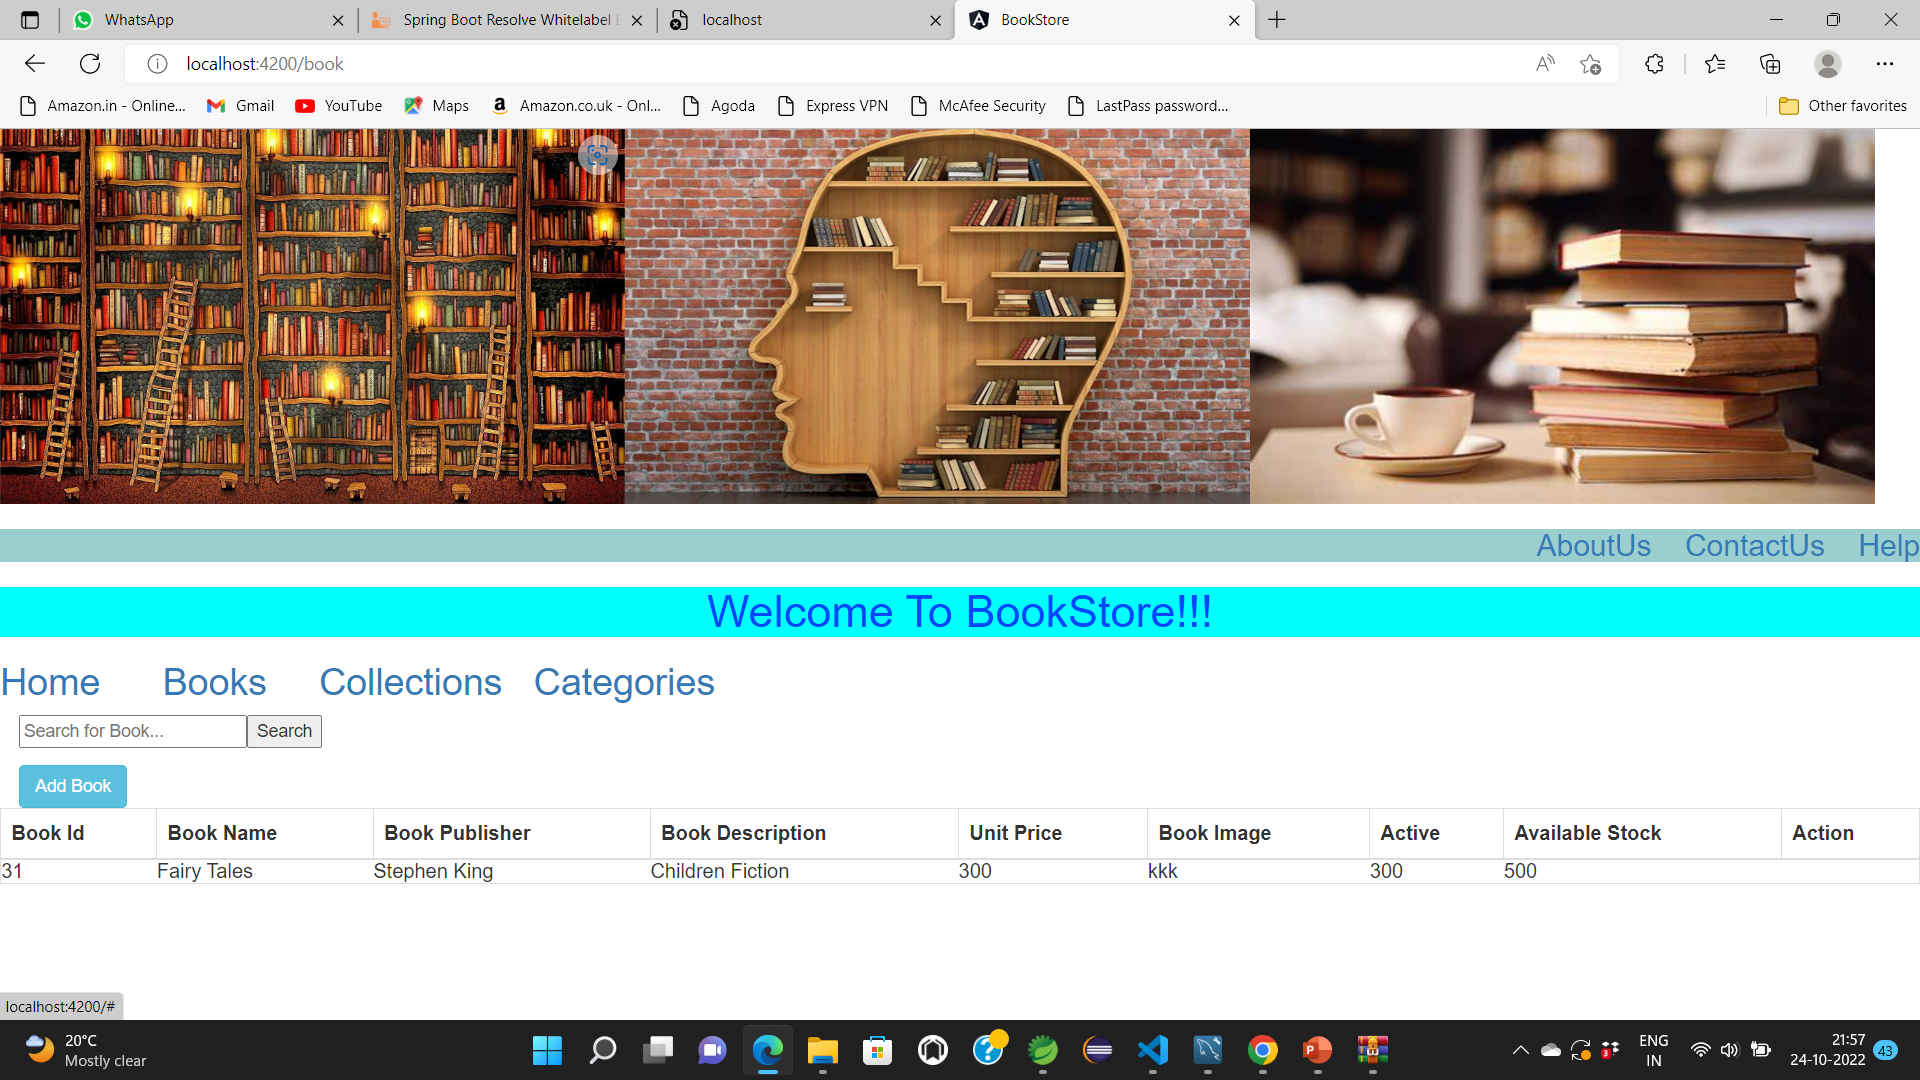 WhatsApp
Spring Boot Resolve Whitelabel
localhost
BookStore
localhost:4200/book
Amazon.in - Online...
Gmail
YouTube
Maps
Amazon.co.uk - Onl...
Agoda
Express VPN
McAfee Security
LastPass password...
Other favorites
AboutUs ContactUs Help
Welcome To BookStore!!!
Home Books Collections Categories
Search for Book... Search
Add Book
Book Id Book Name Book Publisher Book Description Unit Price Book Image Active Available Stock Action
31 Fairy Tales Stephen King Children Fiction 300 kkk 300 500
localhost:4200/#
20°C
Mostly clear
ENG
IN
21:57
24-10-2022
43